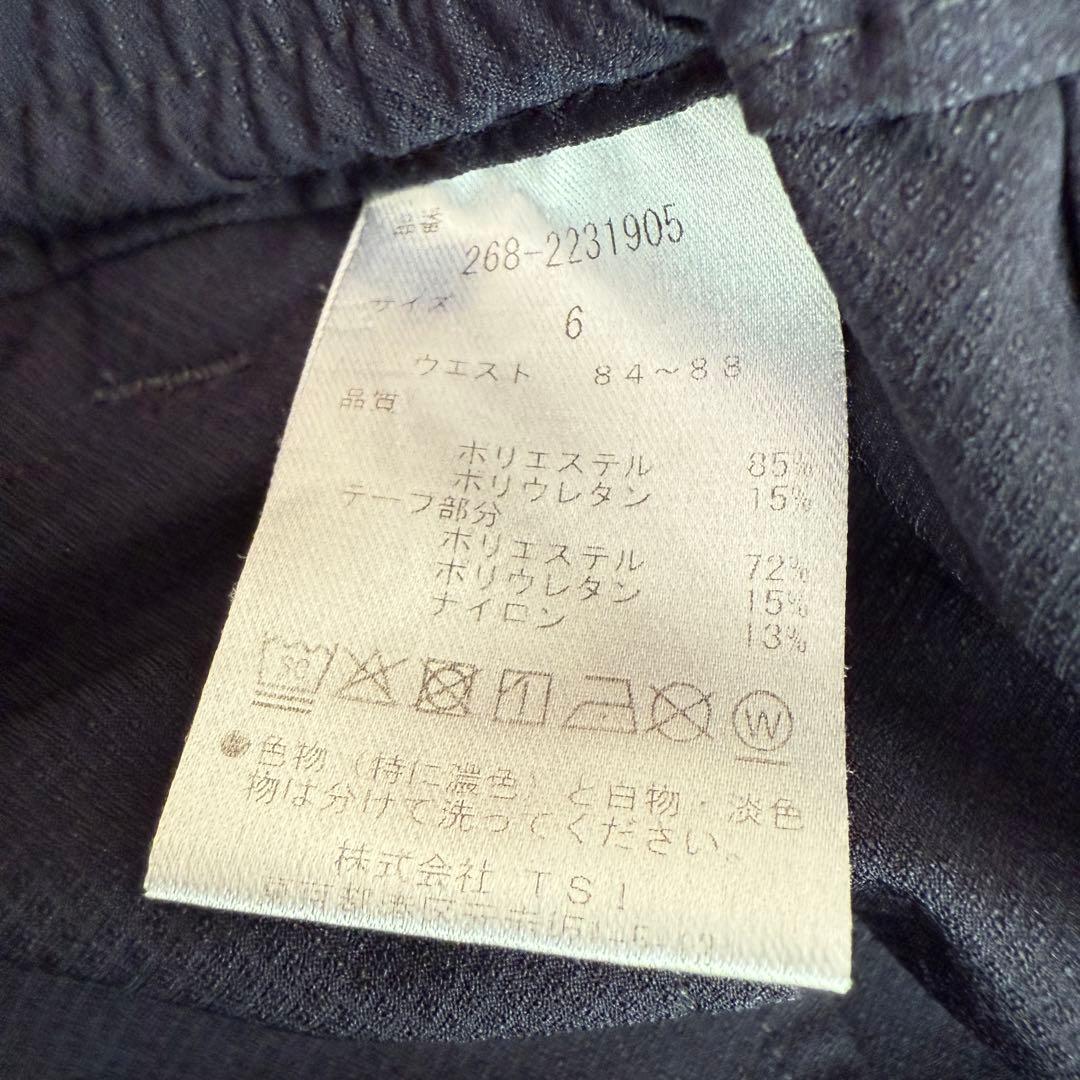 品番
268-2231905
サイズ
6
ウエスト 84~88
品質
ポリエステル 85%
ポリウレタン 15%
テープ部分
ポリエステル 72%
ポリウレタン 15%
ナイロン 13%
30
W
●色物(特に濃色)と白物・淡色
物は分けて洗ってください。
株式会社 TSI